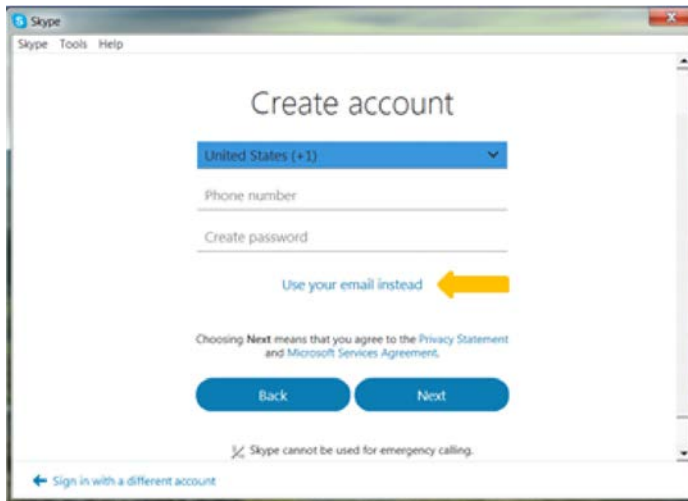 Skype
Skype Tools Help
Create account
United States (+1)
Phone number
Create password
Use your email instead
Choosing Next means that you agree to the Privacy Statement
and Microsoft Services Agreement.
Back Next
Skype cannot be used for emergency calling.
Sign in with a different account